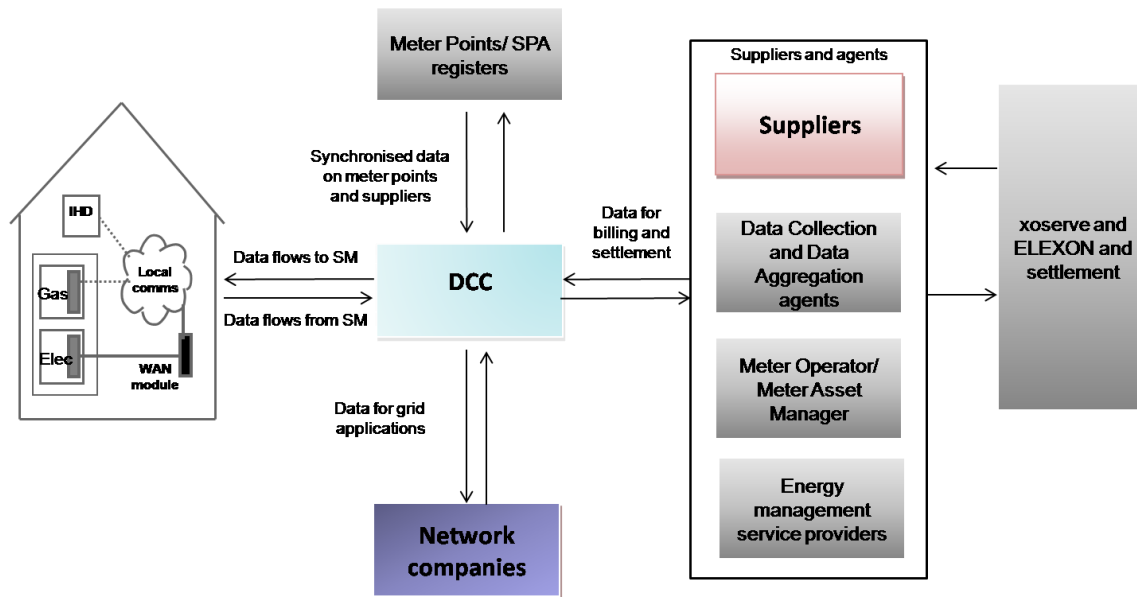 Meter Points/ SPA
registers
Suppliers and agents
Suppliers
Synchronised data
on meter points
and suppliers
IHD
Local
comms
Gas
Elec
WAN
module
Data flows to SM
Data flows from SM
DCC
Data for
billing and
settlement
Data Collection
and Data
Aggregation
agents
xoserve and
ELEXON and
settlement
Meter Operator/
Meter Asset
Manager
Data for grid
applications
Energy
management
service providers
Network
companies